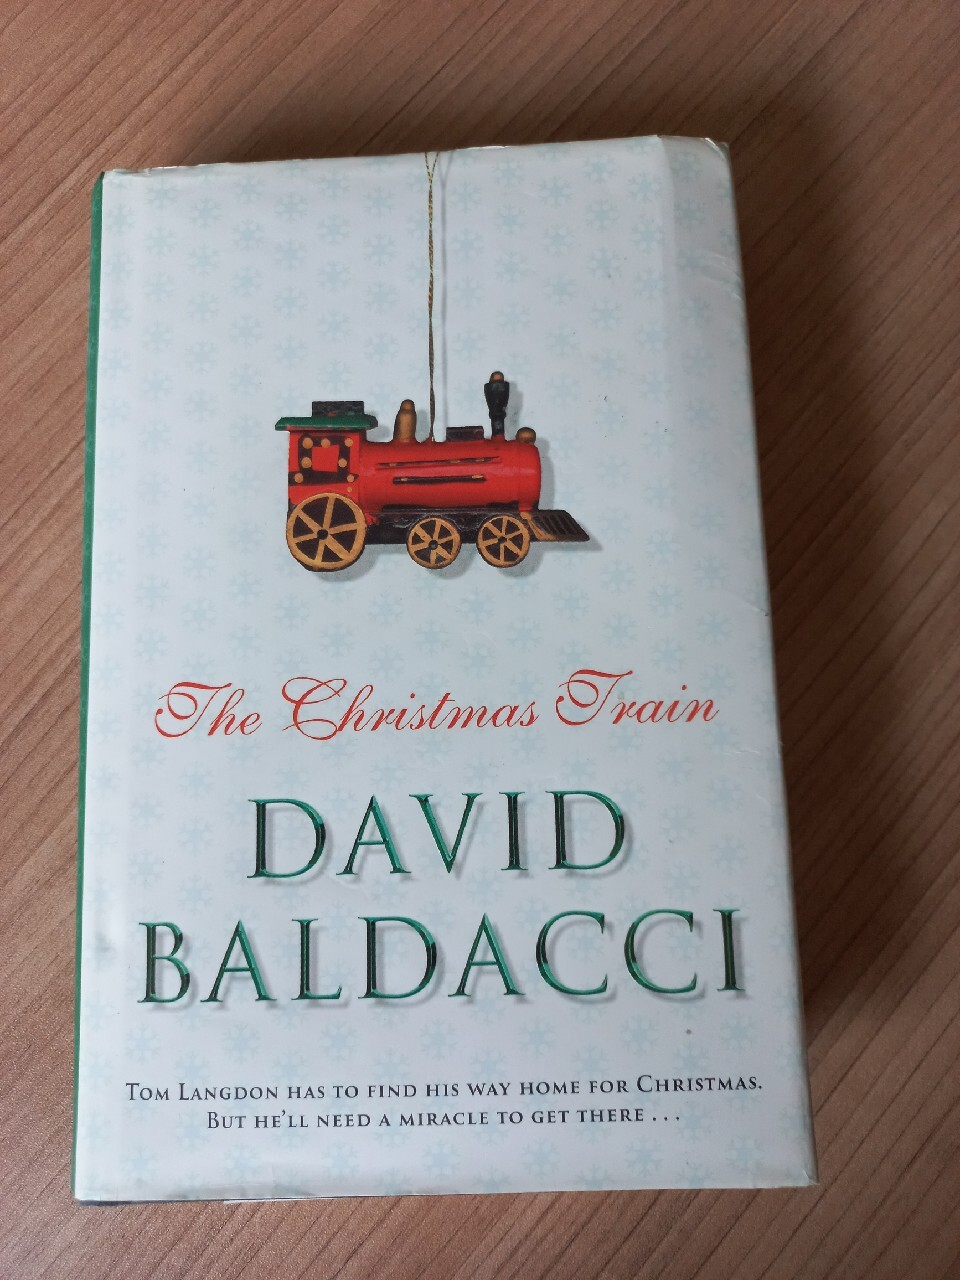 The Christmas Train
DAVID
BALDACCI
TOM LANGDON HAS TO FIND HIS WAY HOME FOR CHRISTMAS.
BUT HE'LL NEED A MIRACLE TO GET THERE . . .